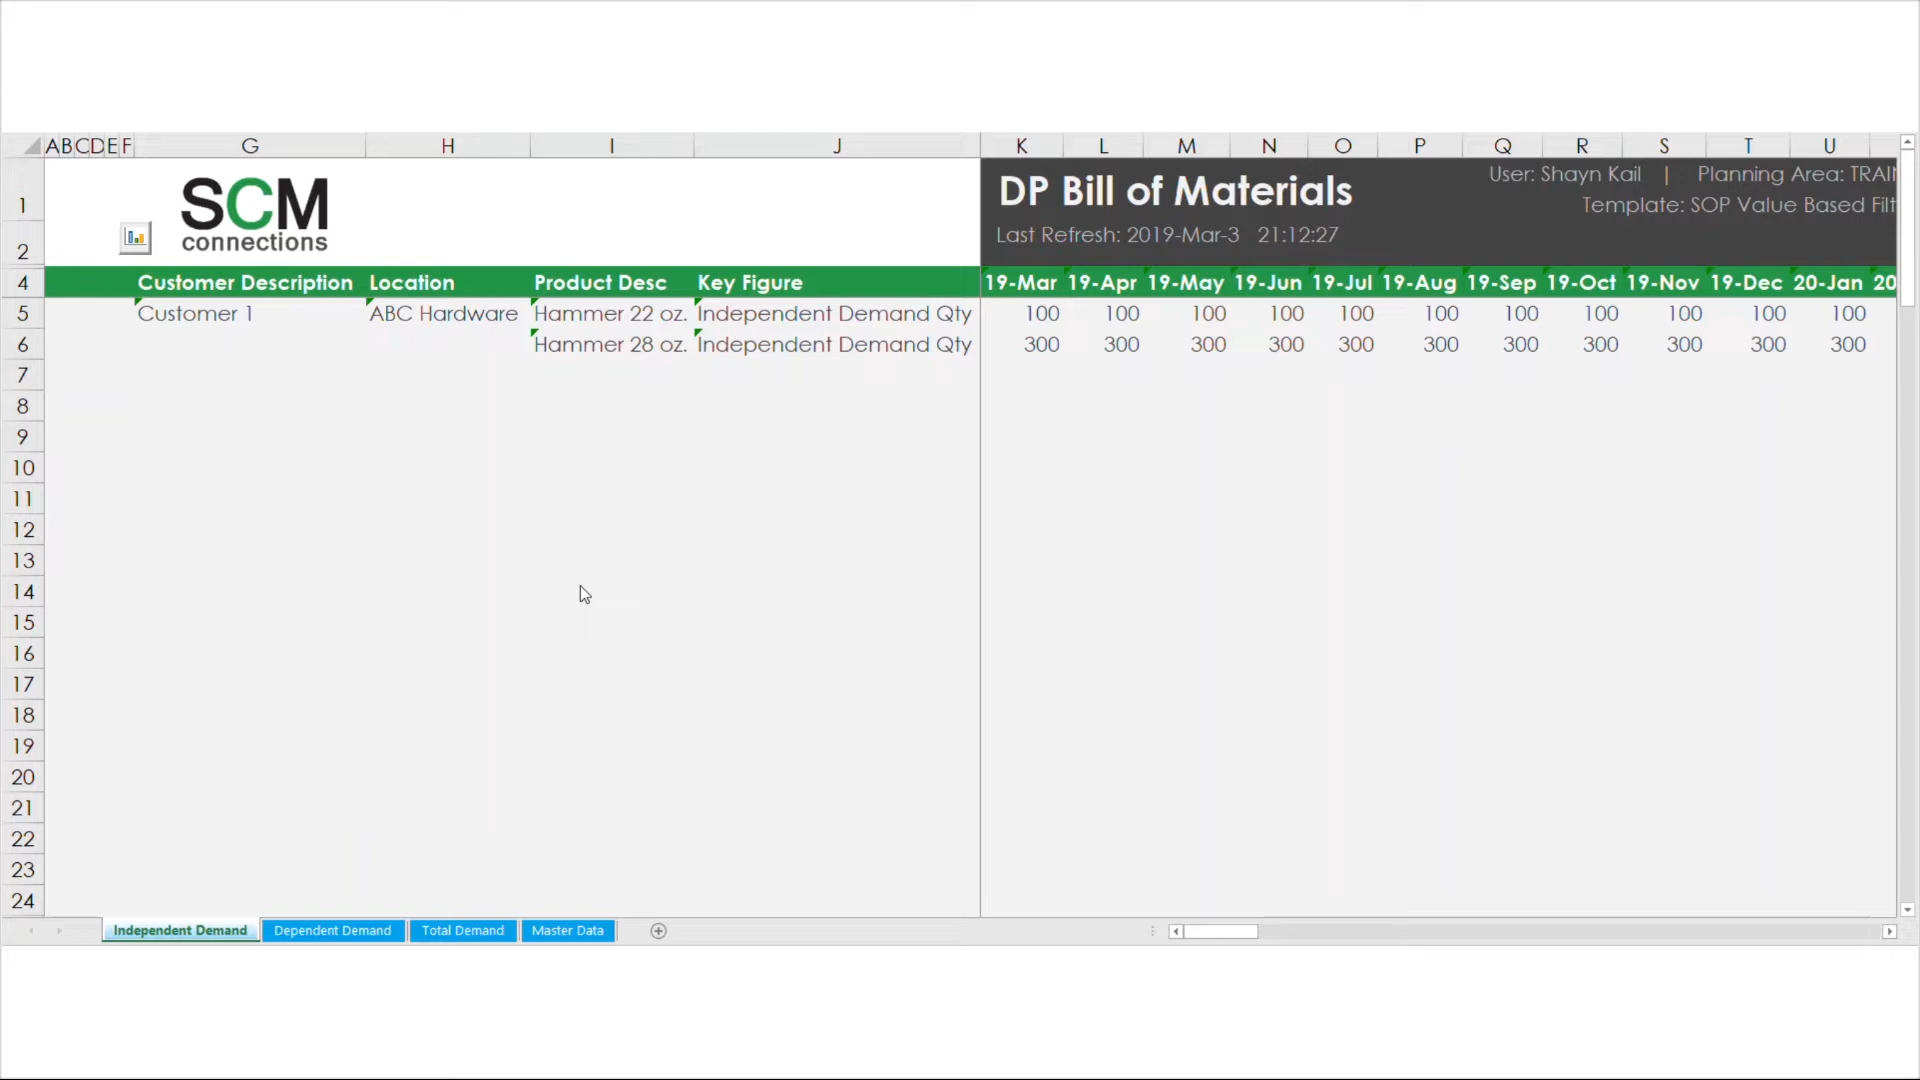 A B C D E F G H I J K L M N O P Q R S T U
1 SCM connections DP Bill of Materials User: Shayn Kail | Planning Area: TRAI
Template: SOP Value Based Filt
2 Last Refresh: 2019-Mar-3 21:12:27
4 Customer Description Location Product Desc Key Figure 19-Mar 19-Apr 19-May 19-Jun 19-Jul 19-Aug 19-Sep 19-Oct 19-Nov 19-Dec 20-Jan 20
5 Customer 1 ABC Hardware Hammer 22 oz. Independent Demand Qty 100 100 100 100 100 100 100 100 100 100 100
6 Hammer 28 oz. Independent Demand Qty 300 300 300 300 300 300 300 300 300 300 300
7
8
9
10
11
12
13
14
15
16
17
18
19
20
21
22
23
24
Independent Demand Dependent Demand Total Demand Master Data